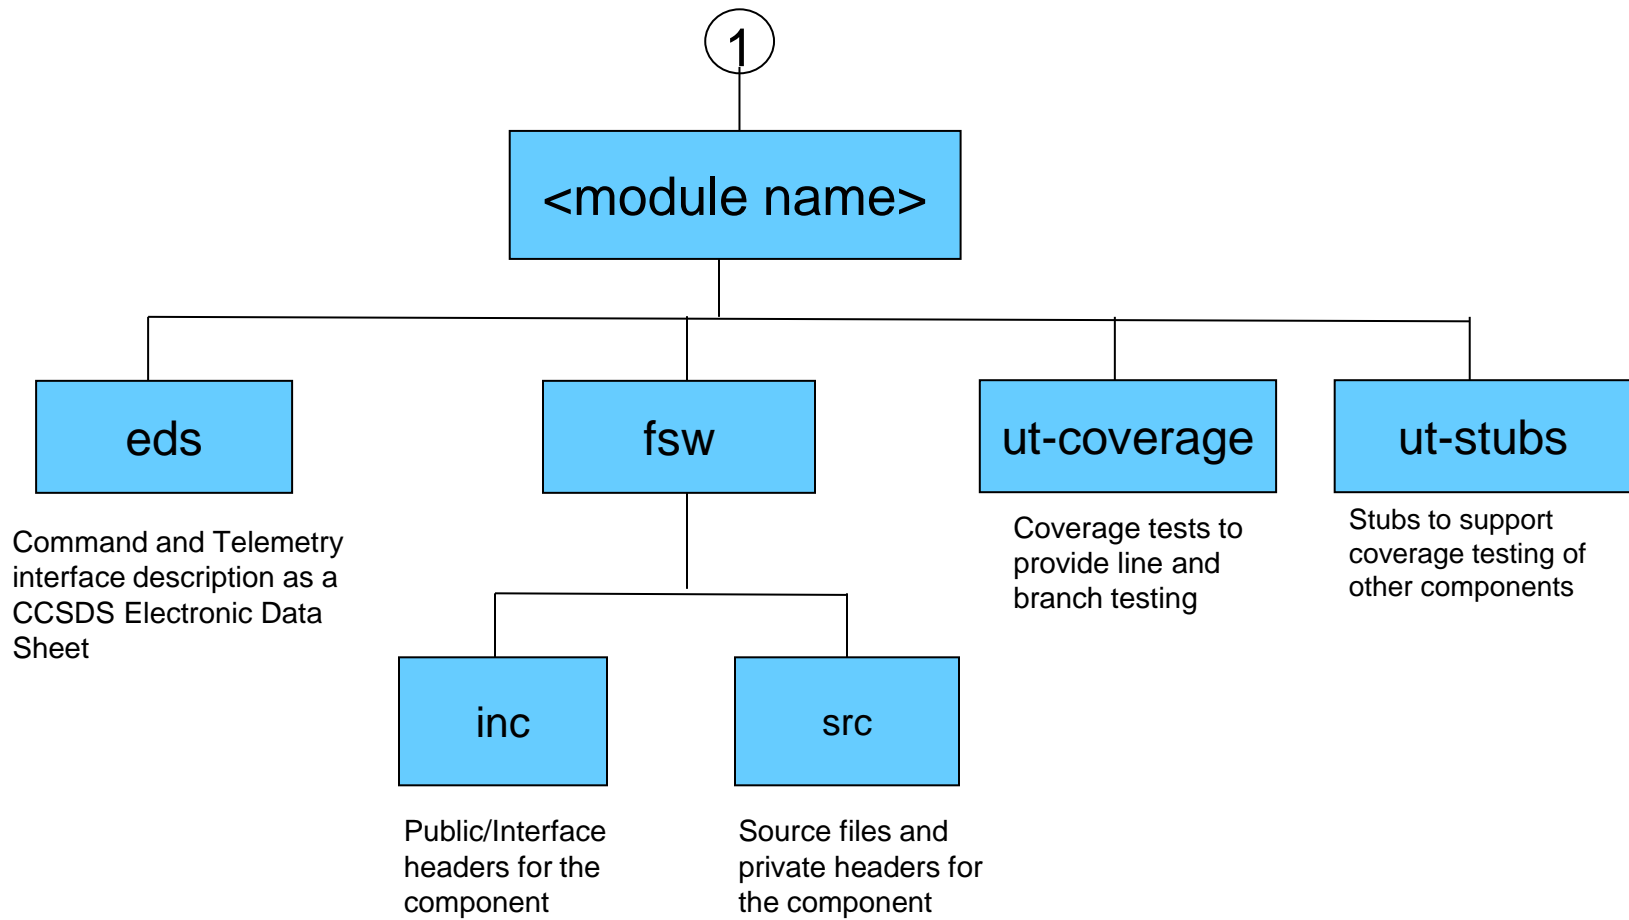 1
<module name>
eds
fsw
ut-coverage
ut-stubs
Command and Telemetry
interface description as a
CCSDS Electronic Data
Sheet
Coverage tests to
provide line and
branch testing
Stubs to support
coverage testing of
other components
inc
src
Public/Interface
headers for the
component
Source files and
private headers for
the component